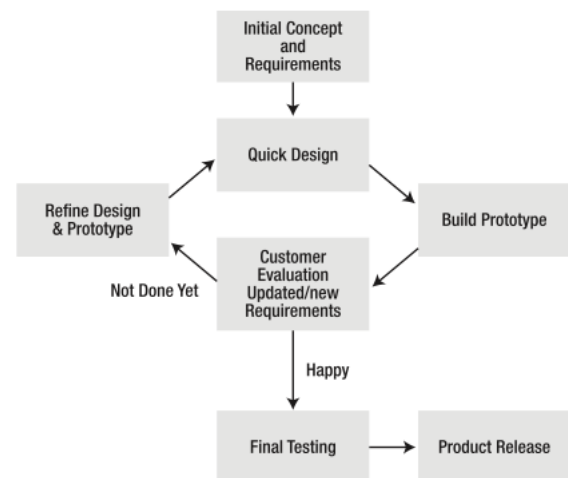 Initial Concept
and
Requirements
Quick Design
Refine Design
& Prototype
Build Prototype
Customer
Evaluation
Updated/new
Requirements
Not Done Yet
Happy
Final Testing
Product Release